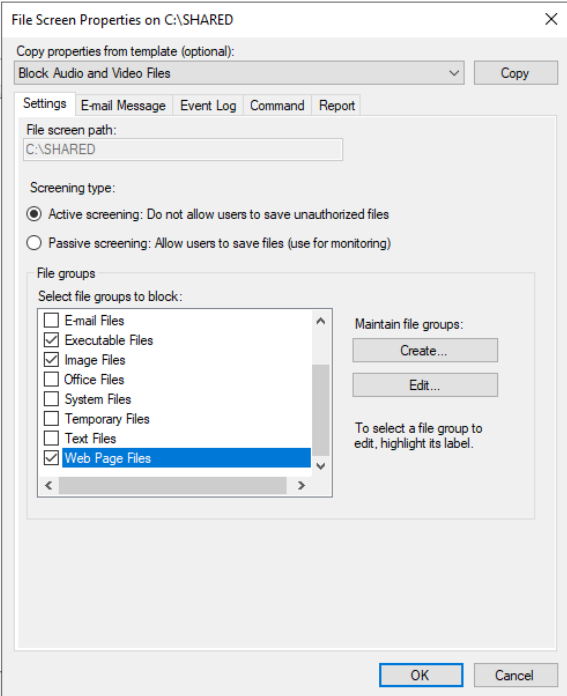 File Screen Properties on C:\SHARED
Copy properties from template (optional):
Block Audio and Video Files
Copy
Settings
E-mail Message
Event Log
Command
Report
File screen path:
C:\SHARED
Screening type:
Active screening: Do not allow users to save unauthorized files
Passive screening: Allow users to save files (use for monitoring)
File groups
Select file groups to block:
E-mail Files
Executable Files
Image Files
Office Files
System Files
Temporary Files
Text Files
Web Page Files
Maintain file groups:
Create...
Edit...
To select a file group to
edit, highlight its label.
OK
Cancel